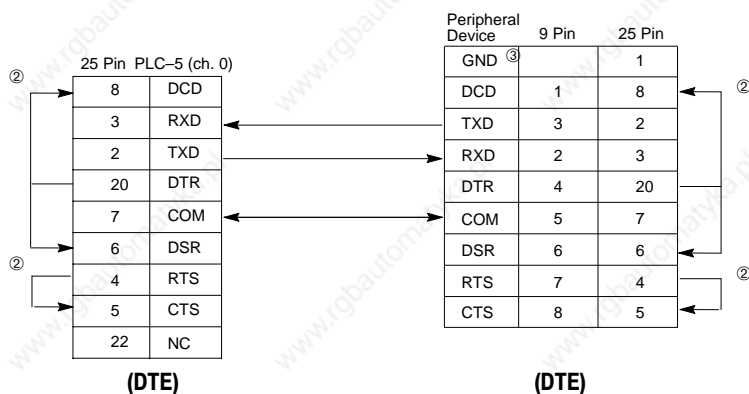 Peripheral
Device 9 Pin 25 Pin
25 Pin PLC–5 (ch. 0)
② 8 DCD
3 RXD
2 TXD
20 DTR
7 COM
6 DSR
② 4 RTS
5 CTS
22 NC
(DTE)
GND ③ 1
DCD 1 8 ②
TXD 3 2
RXD 2 3
DTR 4 20
COM 5 7
DSR 6 6
RTS 7 4 ②
CTS 8 5
(DTE)
www.rgbautomatyka.pl